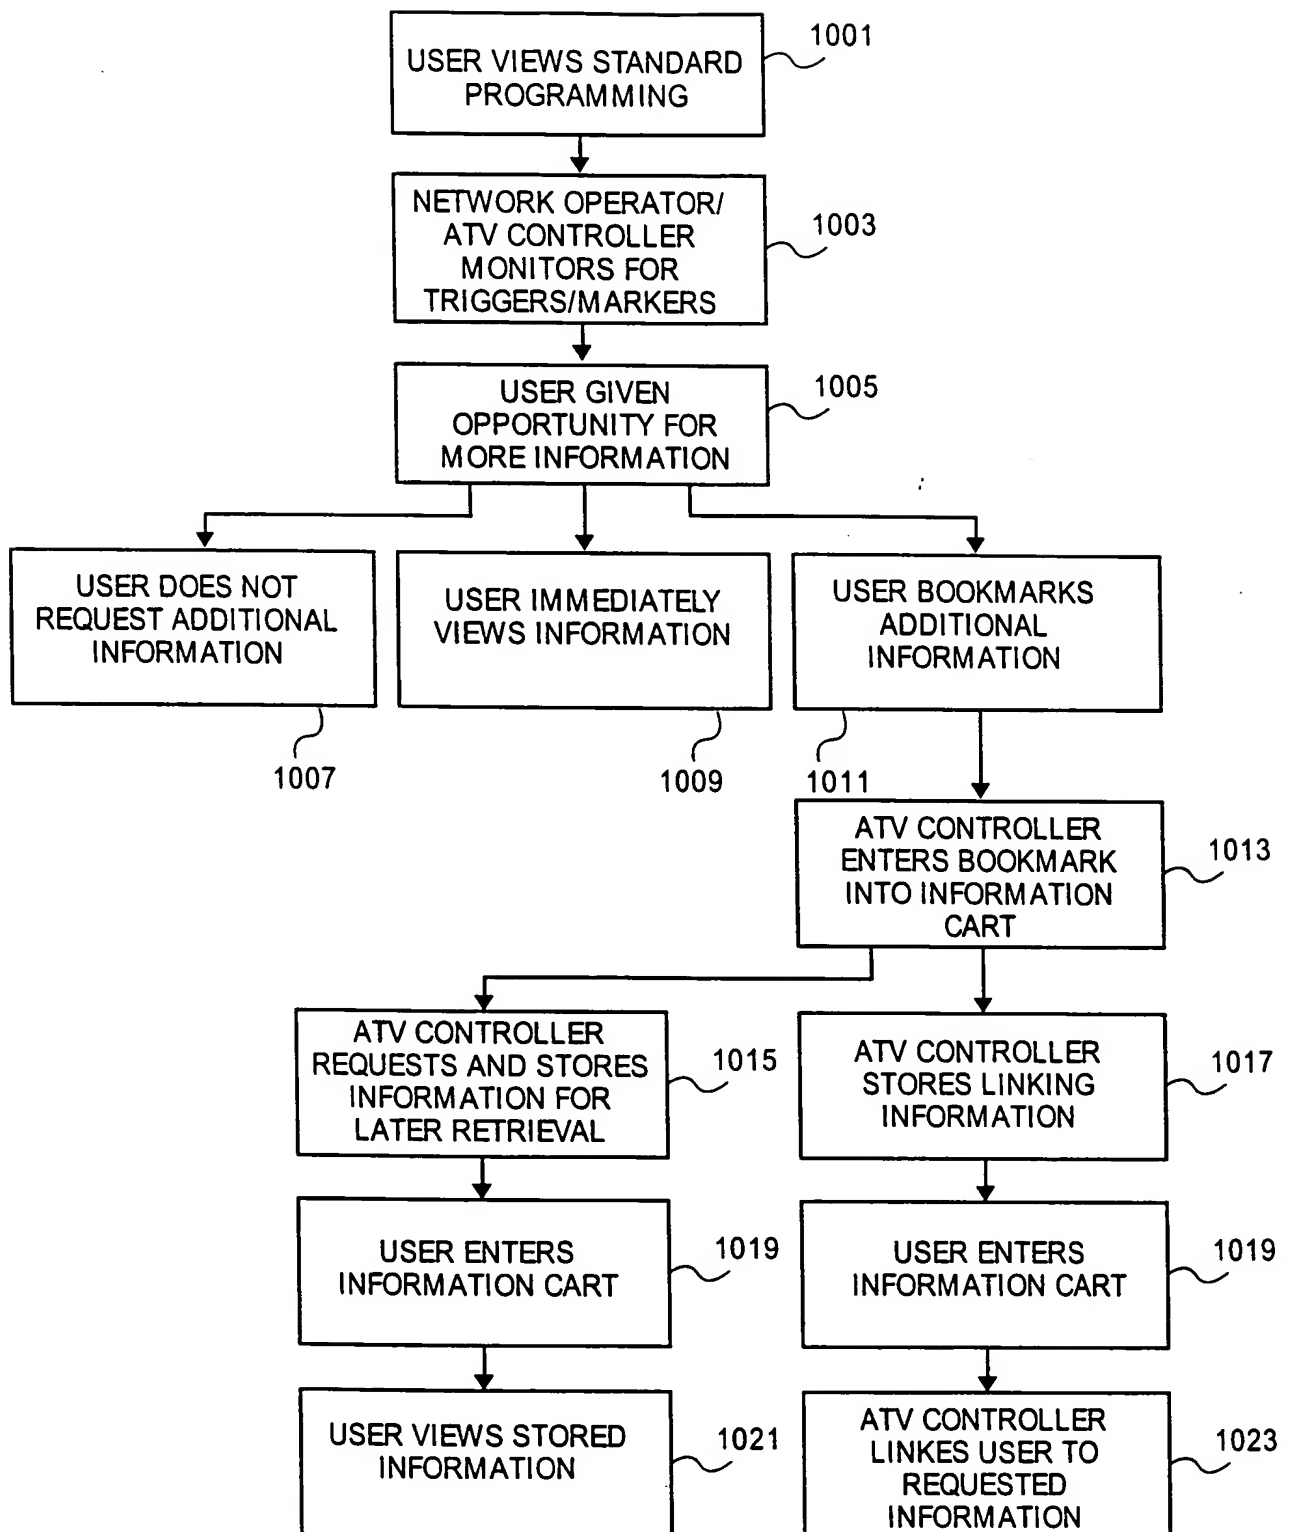 USER VIEWS STANDARD
PROGRAMMING
1001
NETWORK OPERATOR/
ATV CONTROLLER
MONITORS FOR
TRIGGERS/MARKERS
1003
USER GIVEN
OPPORTUNITY FOR
MORE INFORMATION
1005
USER DOES NOT
REQUEST ADDITIONAL
INFORMATION
1007
USER IMMEDIATELY
VIEWS INFORMATION
1009
USER BOOKMARKS
ADDITIONAL
INFORMATION
1011
ATV CONTROLLER
ENTERS BOOKMARK
INTO INFORMATION
CART
1013
ATV CONTROLLER
REQUESTS AND STORES
INFORMATION FOR
LATER RETRIEVAL
1015
ATV CONTROLLER
STORES LINKING
INFORMATION
1017
USER ENTERS
INFORMATION CART
1019
USER ENTERS
INFORMATION CART
1019
USER VIEWS STORED
INFORMATION
1021
ATV CONTROLLER
LINKES USER TO
REQUESTED
INFORMATION
1023